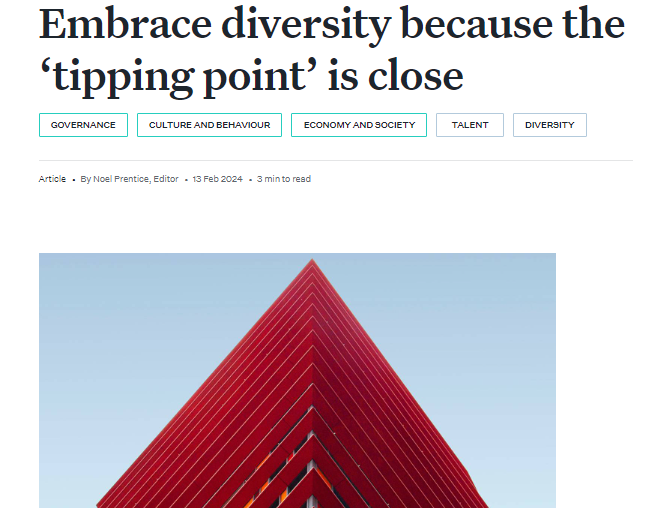 Embrace diversity because the
‘tipping point’ is close
GOVERNANCE CULTURE AND BEHAVIOUR ECONOMY AND SOCIETY TALENT DIVERSITY
Article • By Noel Prentice, Editor • 13 Feb 2024 • 3 min to read